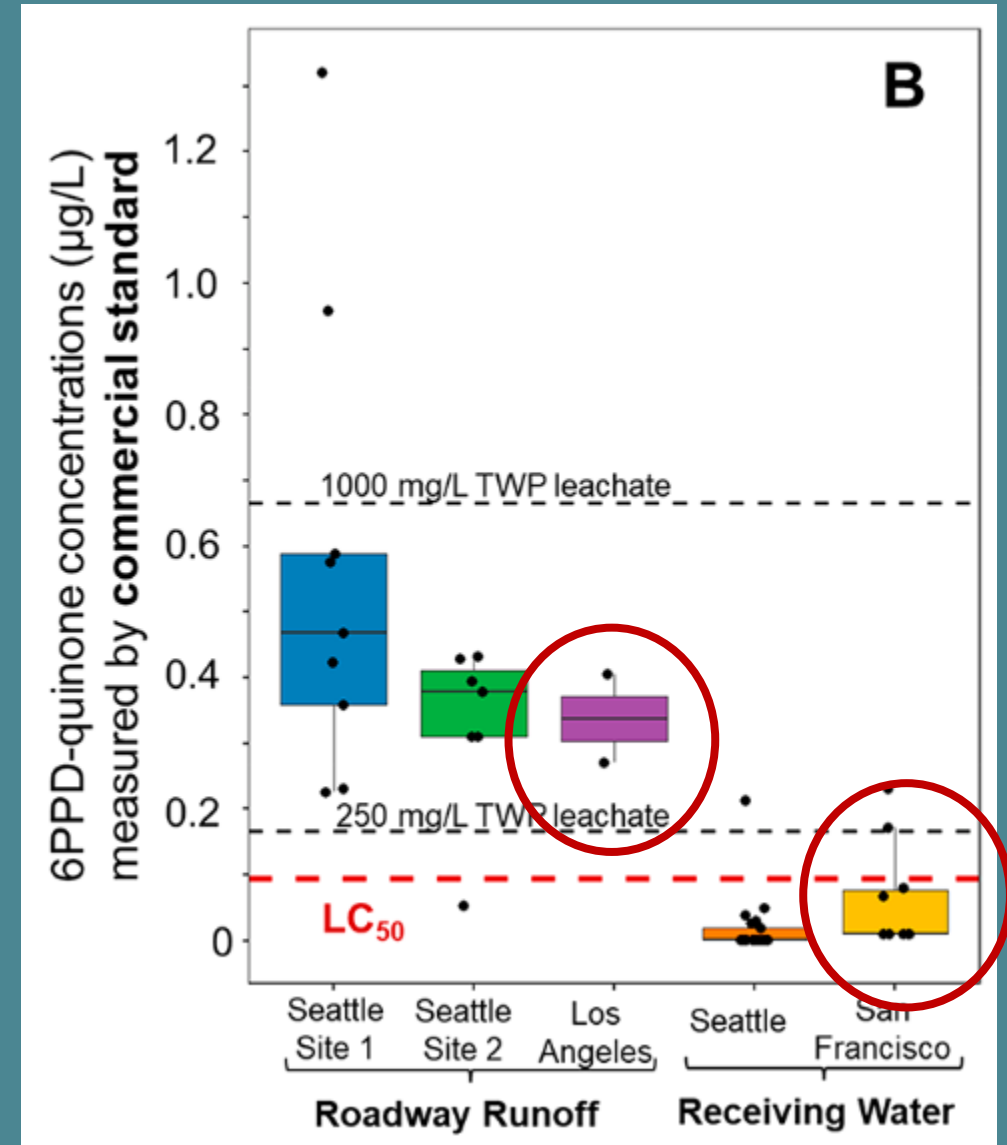 B
6PPD-quinone concentrations (µg/L)
measured by commercial standard
1.2
1.0
0.8
0.6
0.4
0.2
0
1000 mg/L TWP leachate
250 mg/L TWP leachate
LC50
Seattle
Site 1
Seattle
Site 2
Los
Angeles
Seattle
San
Francisco
Roadway Runoff
Receiving Water